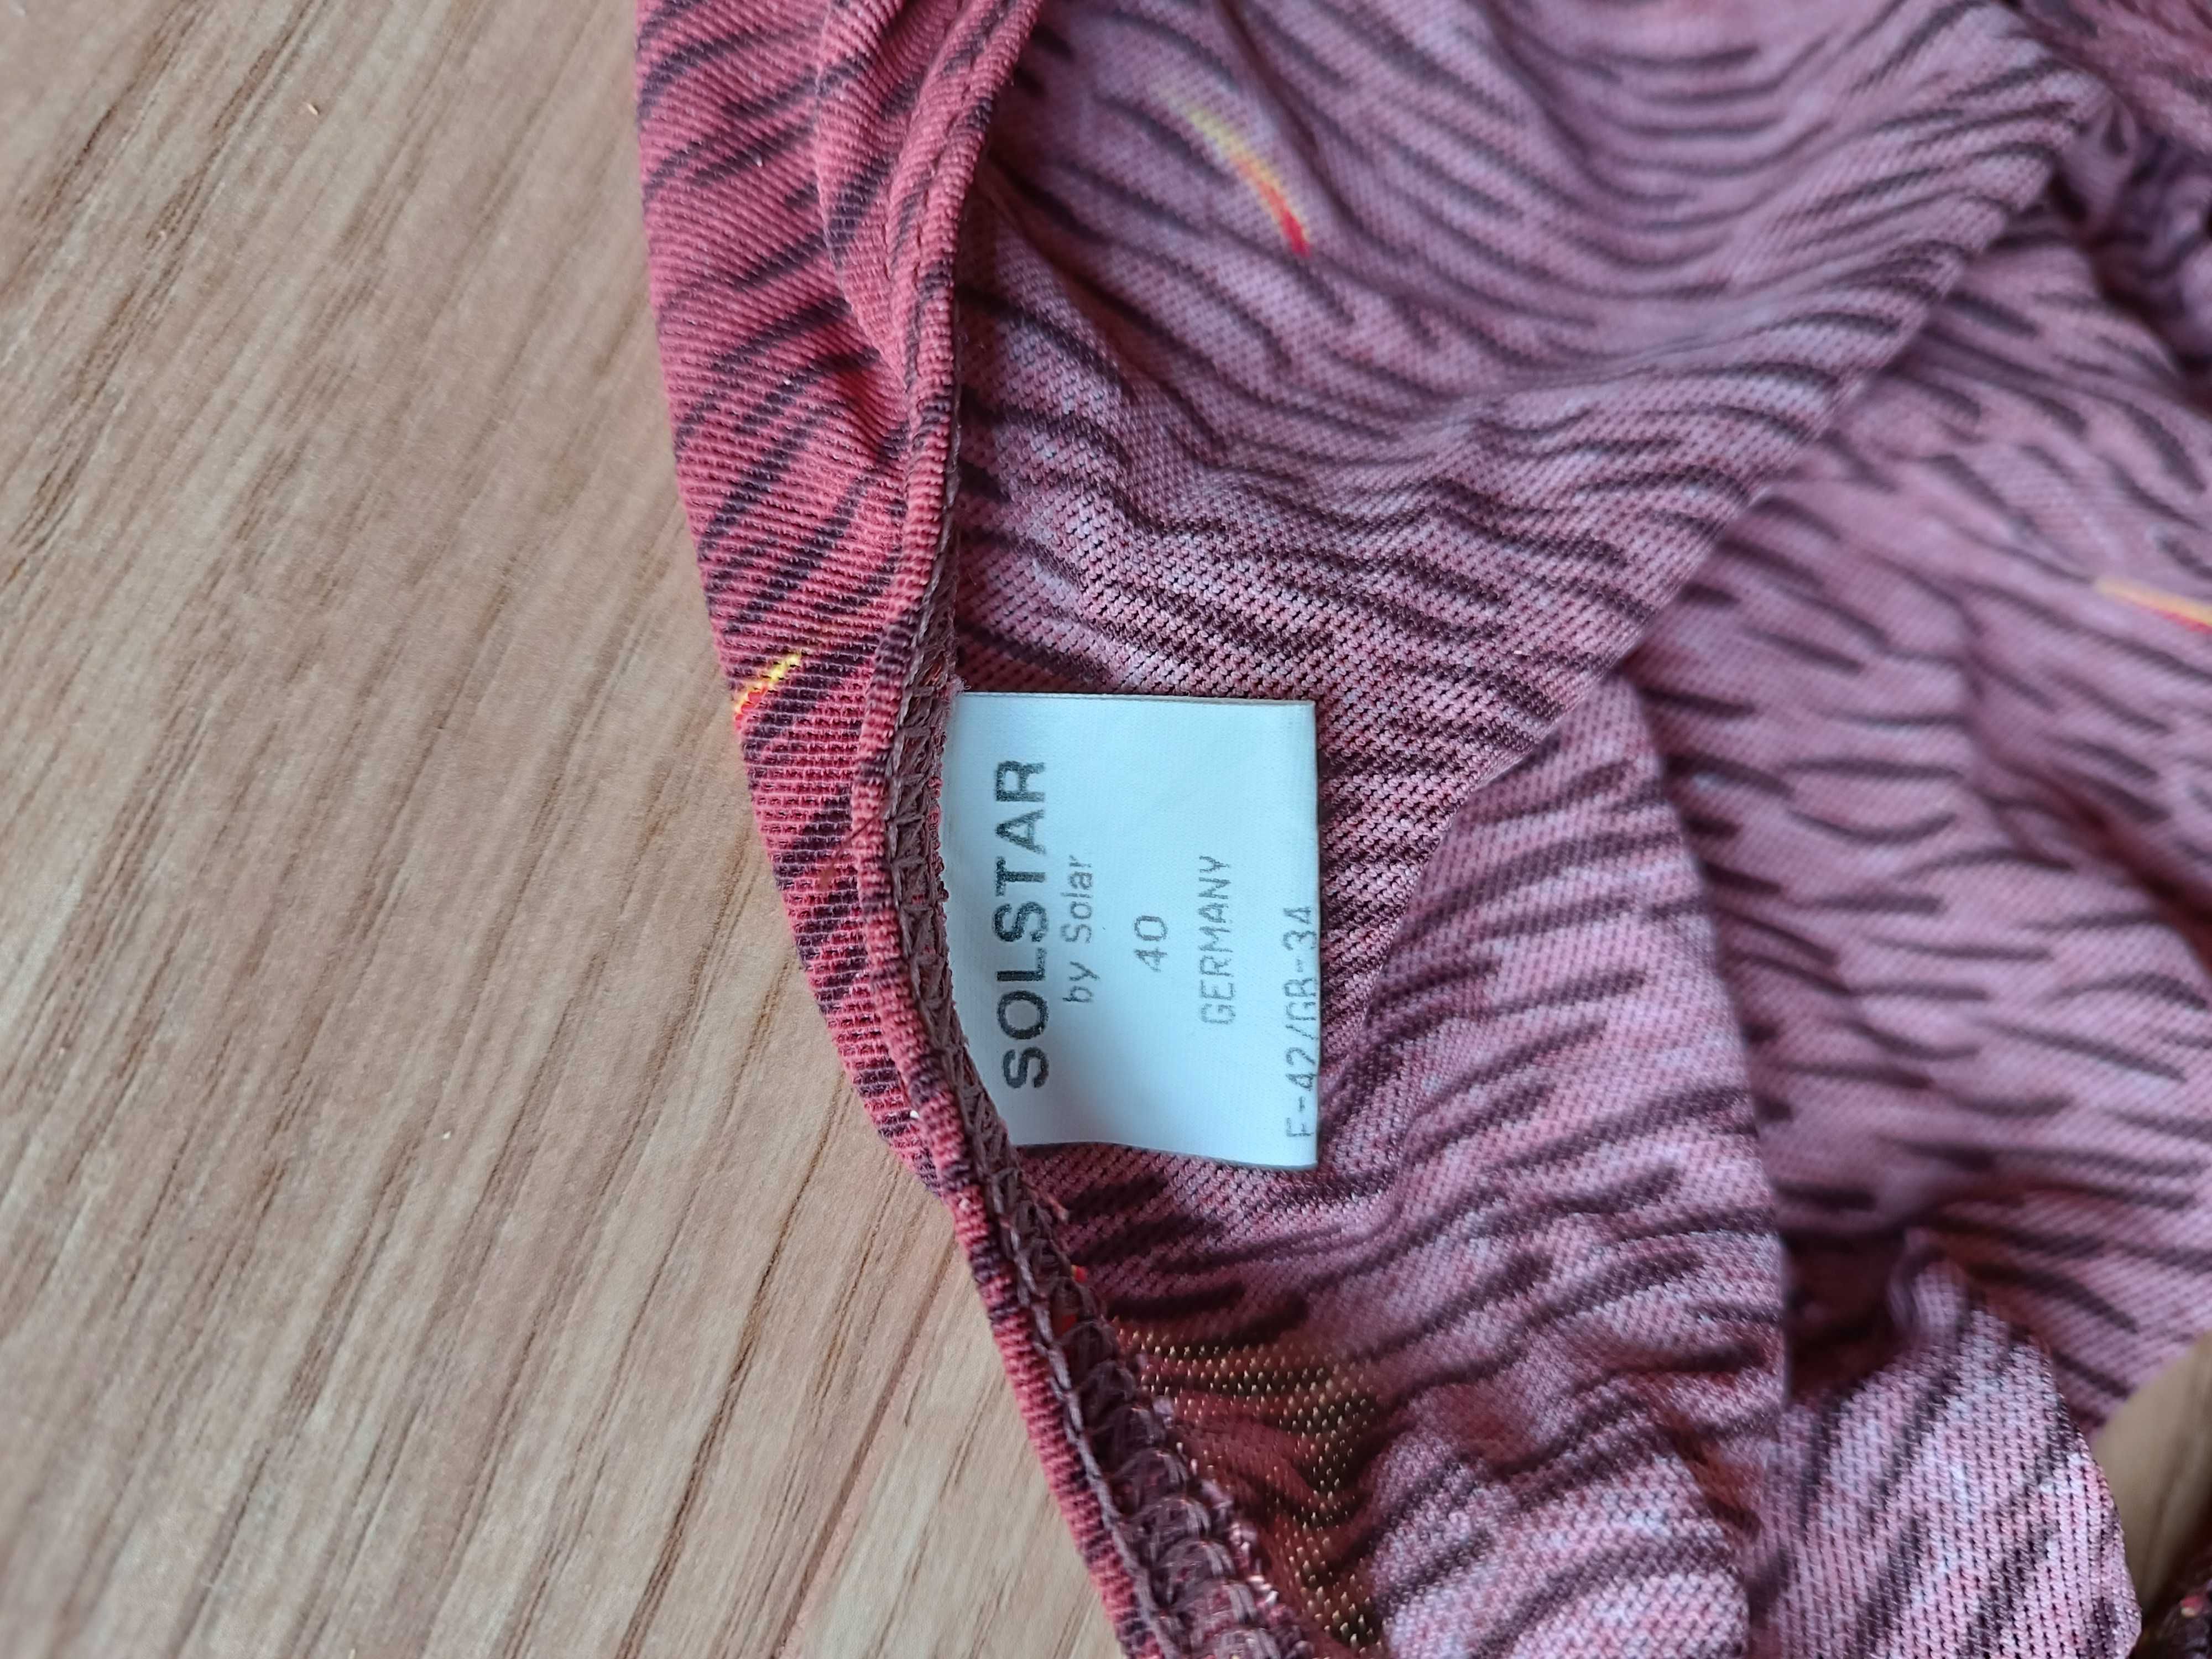 SOLSTAR
by Solar
40
GERMANY
F-42/GB-34